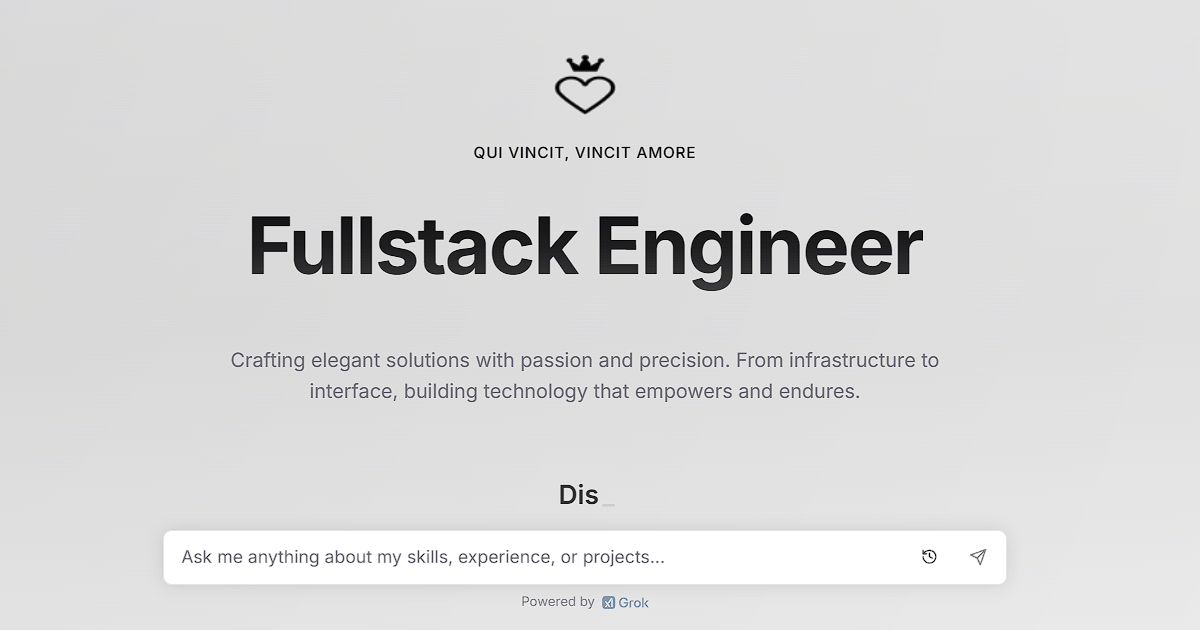 QUI VINCIT, VINCIT AMORE
Fullstack Engineer
Crafting elegant solutions with passion and precision. From infrastructure to
interface, building technology that empowers and endures.
Dis_
Ask me anything about my skills, experience, or projects...
Powered by xI Grok